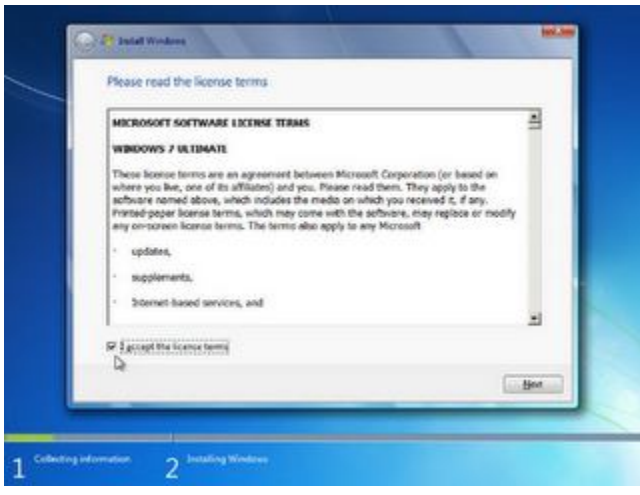 Install Windows
Please read the license terms
MICROSOFT SOFTWARE LICENSE TERMS
WINDOWS 7 ULTIMATE
These license terms are an agreement between Microsoft Corporation (or based on
where you live, one of its affiliates) and you. Please read them. They apply to the
software named above, which includes the media on which you received it, if any.
Printed-paper license terms, which may come with the software, may replace or modify
any on-screen license terms. The terms also apply to any Microsoft
· updates,
· supplements,
· Internet-based services, and
I accept the license terms
Next
1 Collecting information 2 Installing Windows